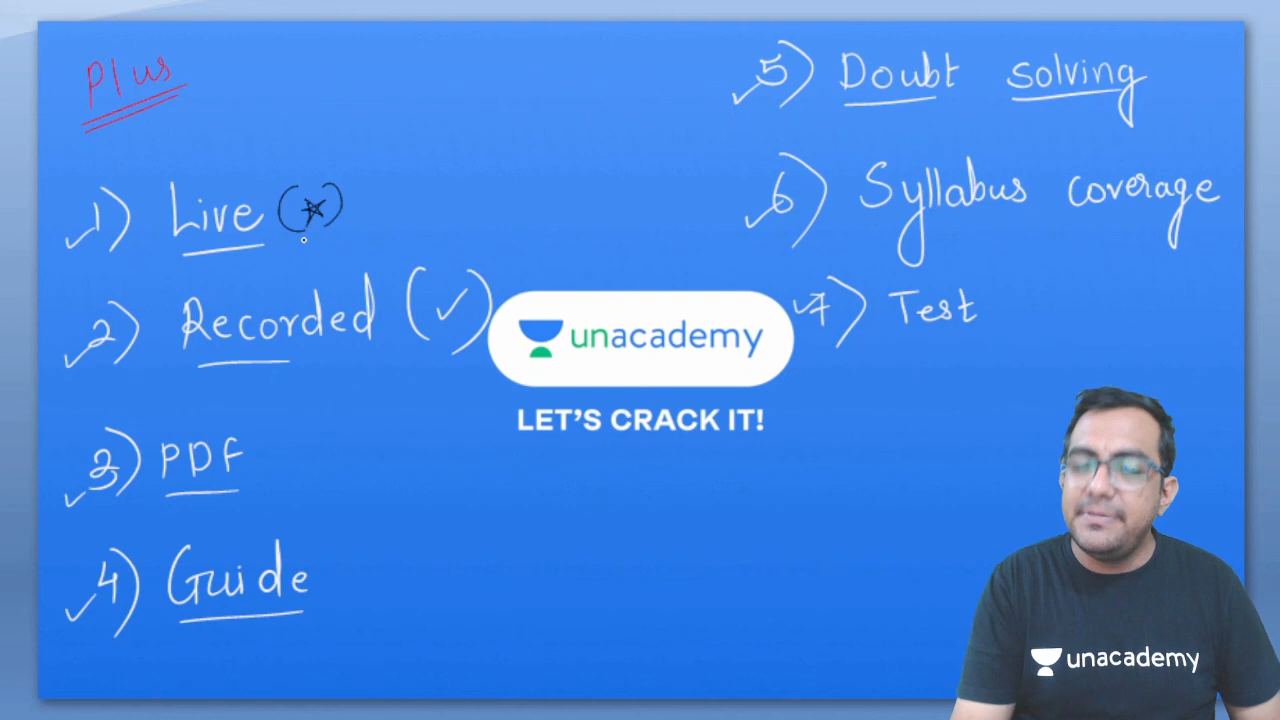 Plus
1) Live (★)
2) Recorded (✓)
3) PDF
4) Guide
5) Doubt solving
6) Syllabus coverage
7) Test
unacademy
LET'S CRACK IT!
unacademy